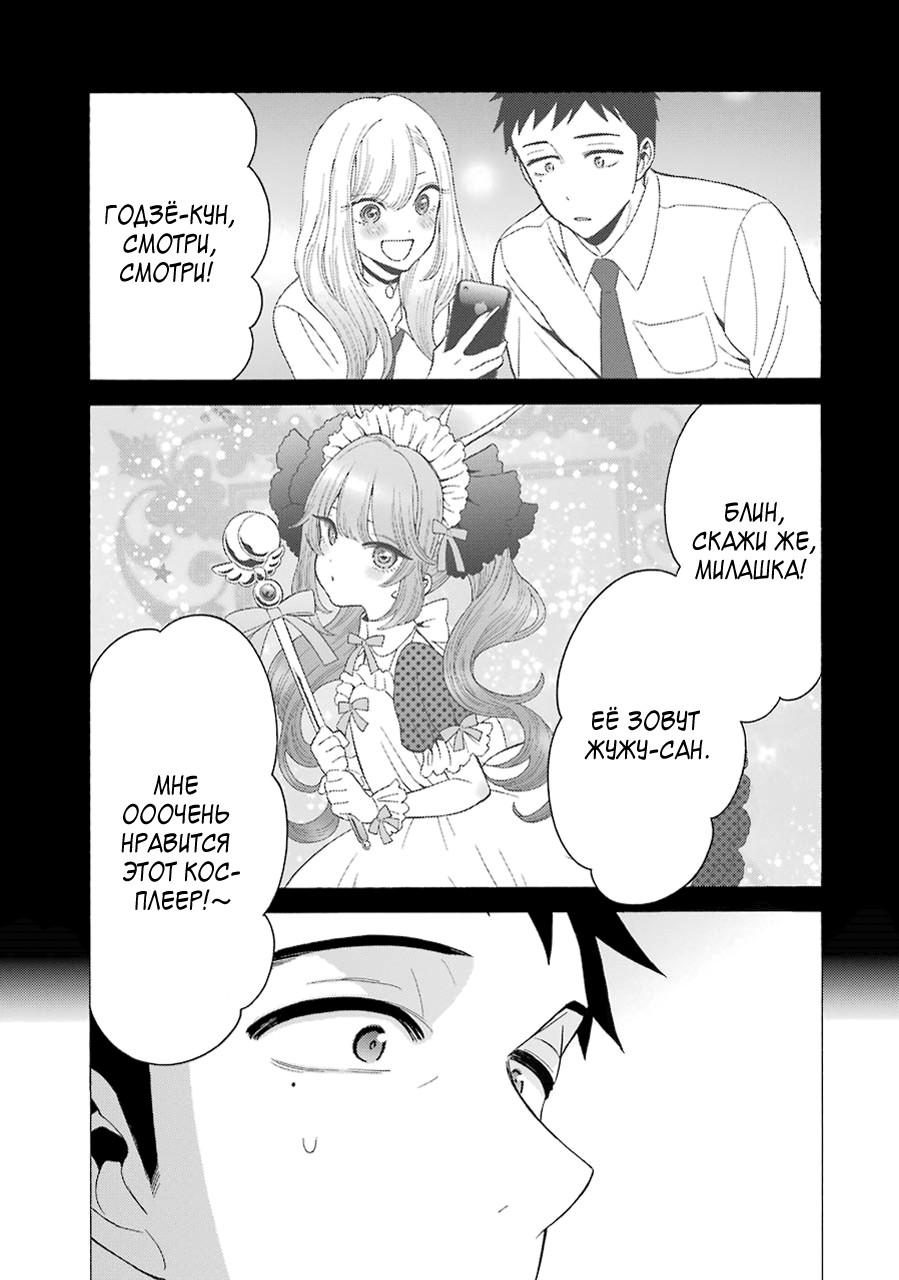 ГОДЗЁ-КУН,
СМОТРИ,
СМОТРИ!
БЛИН,
СКАЖИ ЖЕ,
МИЛАШКА!
ЕЁ ЗОВУТ
ЖУЖУ-САН.
МНЕ
ОООЧЕНЬ
НРАВИТСЯ
ЭТОТ КОС-
ПЛЕЕР!~